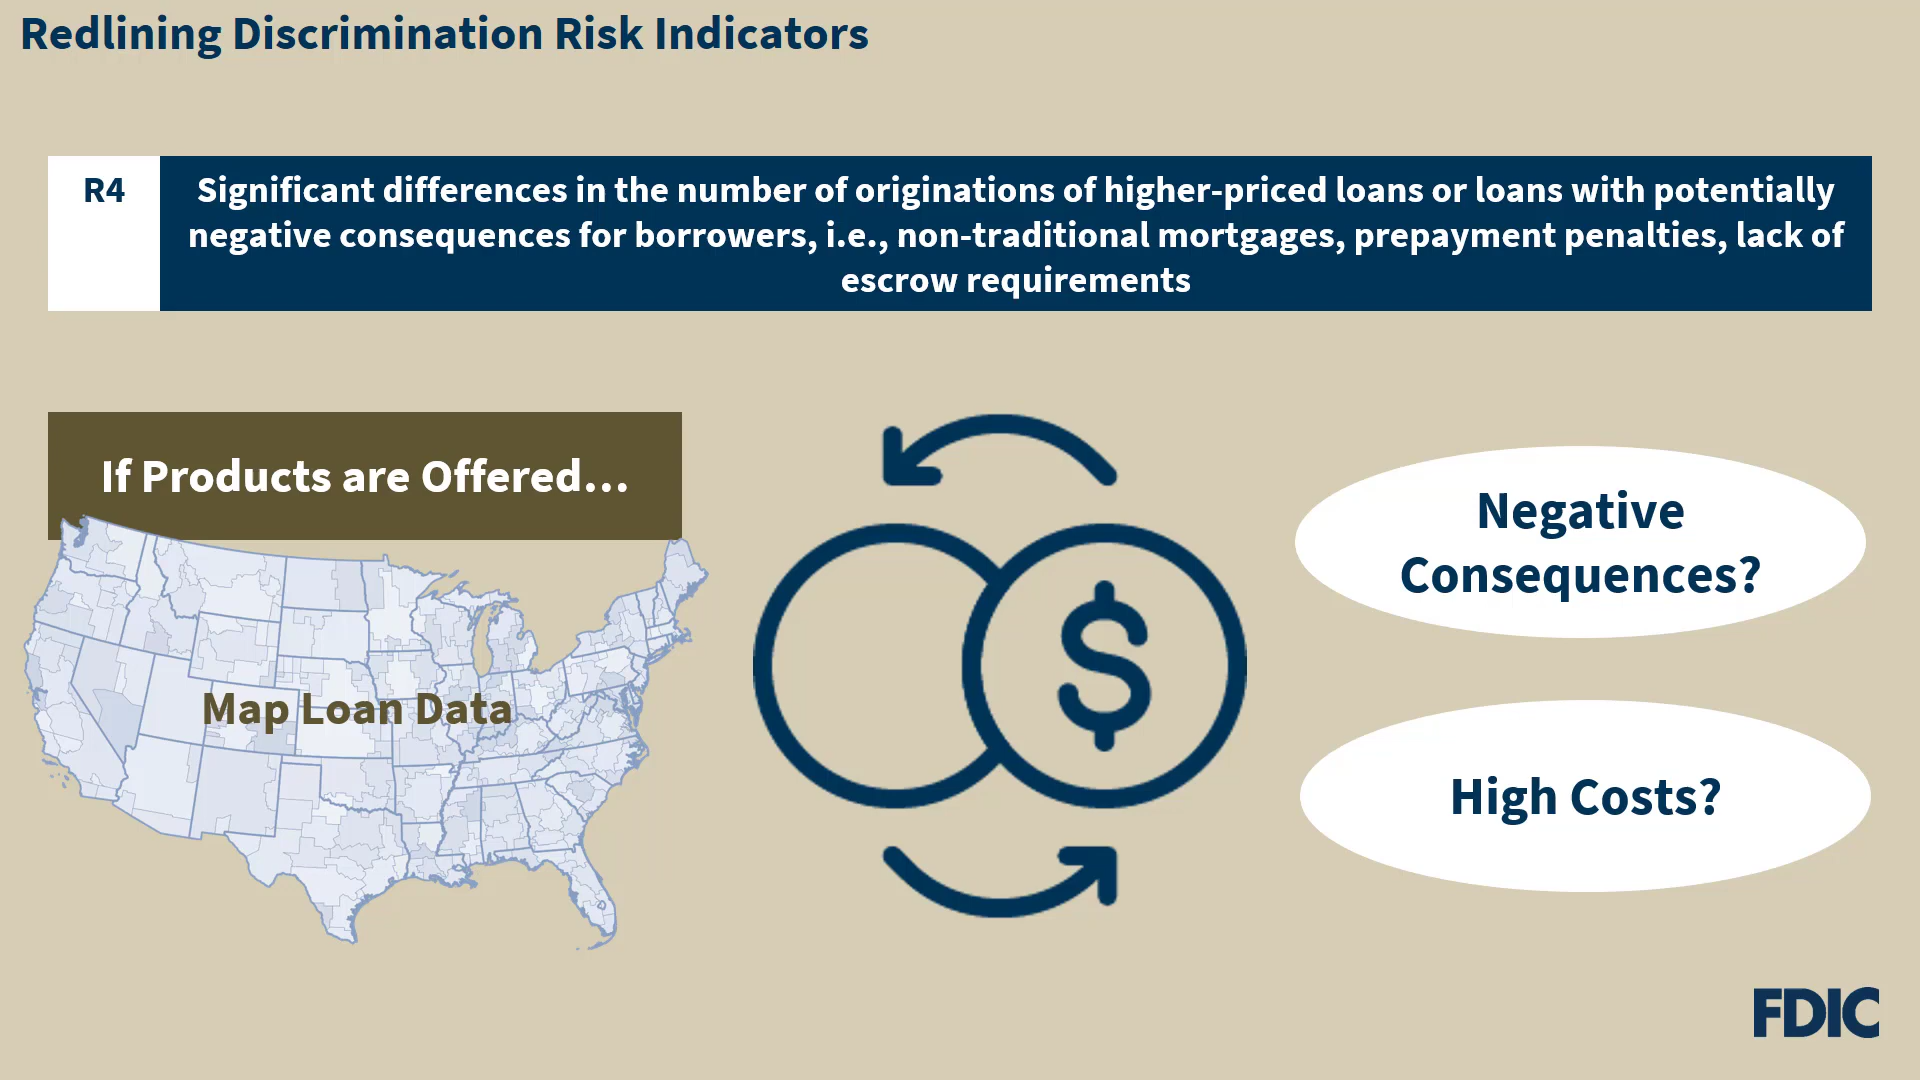 Redlining Discrimination Risk Indicators
R4
Significant differences in the number of originations of higher-priced loans or loans with potentially
negative consequences for borrowers, i.e., non-traditional mortgages, prepayment penalties, lack of
escrow requirements
If Products are Offered...
Map Loan Data
$
Negative
Consequences?
High Costs?
FDIC